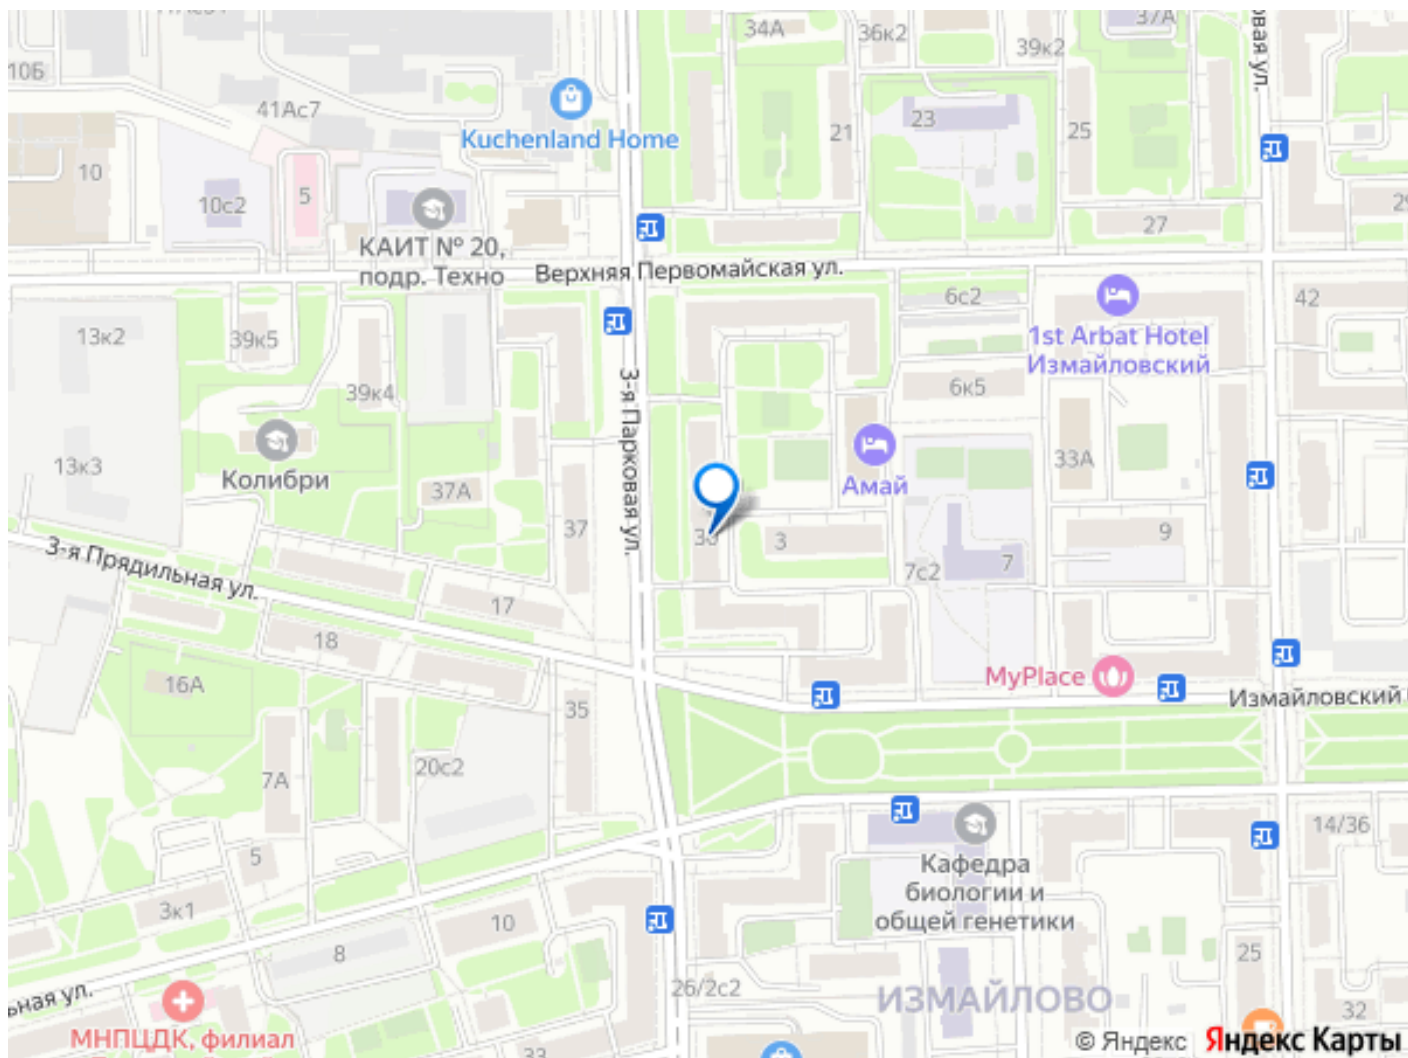 34А
36к2
37А
39к2
10Б
41Ас7
Kuchenland Home
21
23
25
10
10с2
5
27
КАИТ № 20,
подр. Техно
Верхняя Первомайская ул.
6с2
42
13к2
39к5
1st Arbat Hotel
Измайловский
39к4
6к5
3-я Парковая ул.
13к3
Колибри
37А
Амай
33А
37
3
9
7
7с2
3-я Прядильная ул.
17
18
MyPlace
16А
Измайловский
35
7А
20с2
14/36
5
Кафедра
биологии и
общей генетики
3к1
10
8
25
26/2с2
ИЗМАЙЛОВО
32
льная ул.
МНПЦДК, филиал
33
© Яндекс
Яндекс Карты